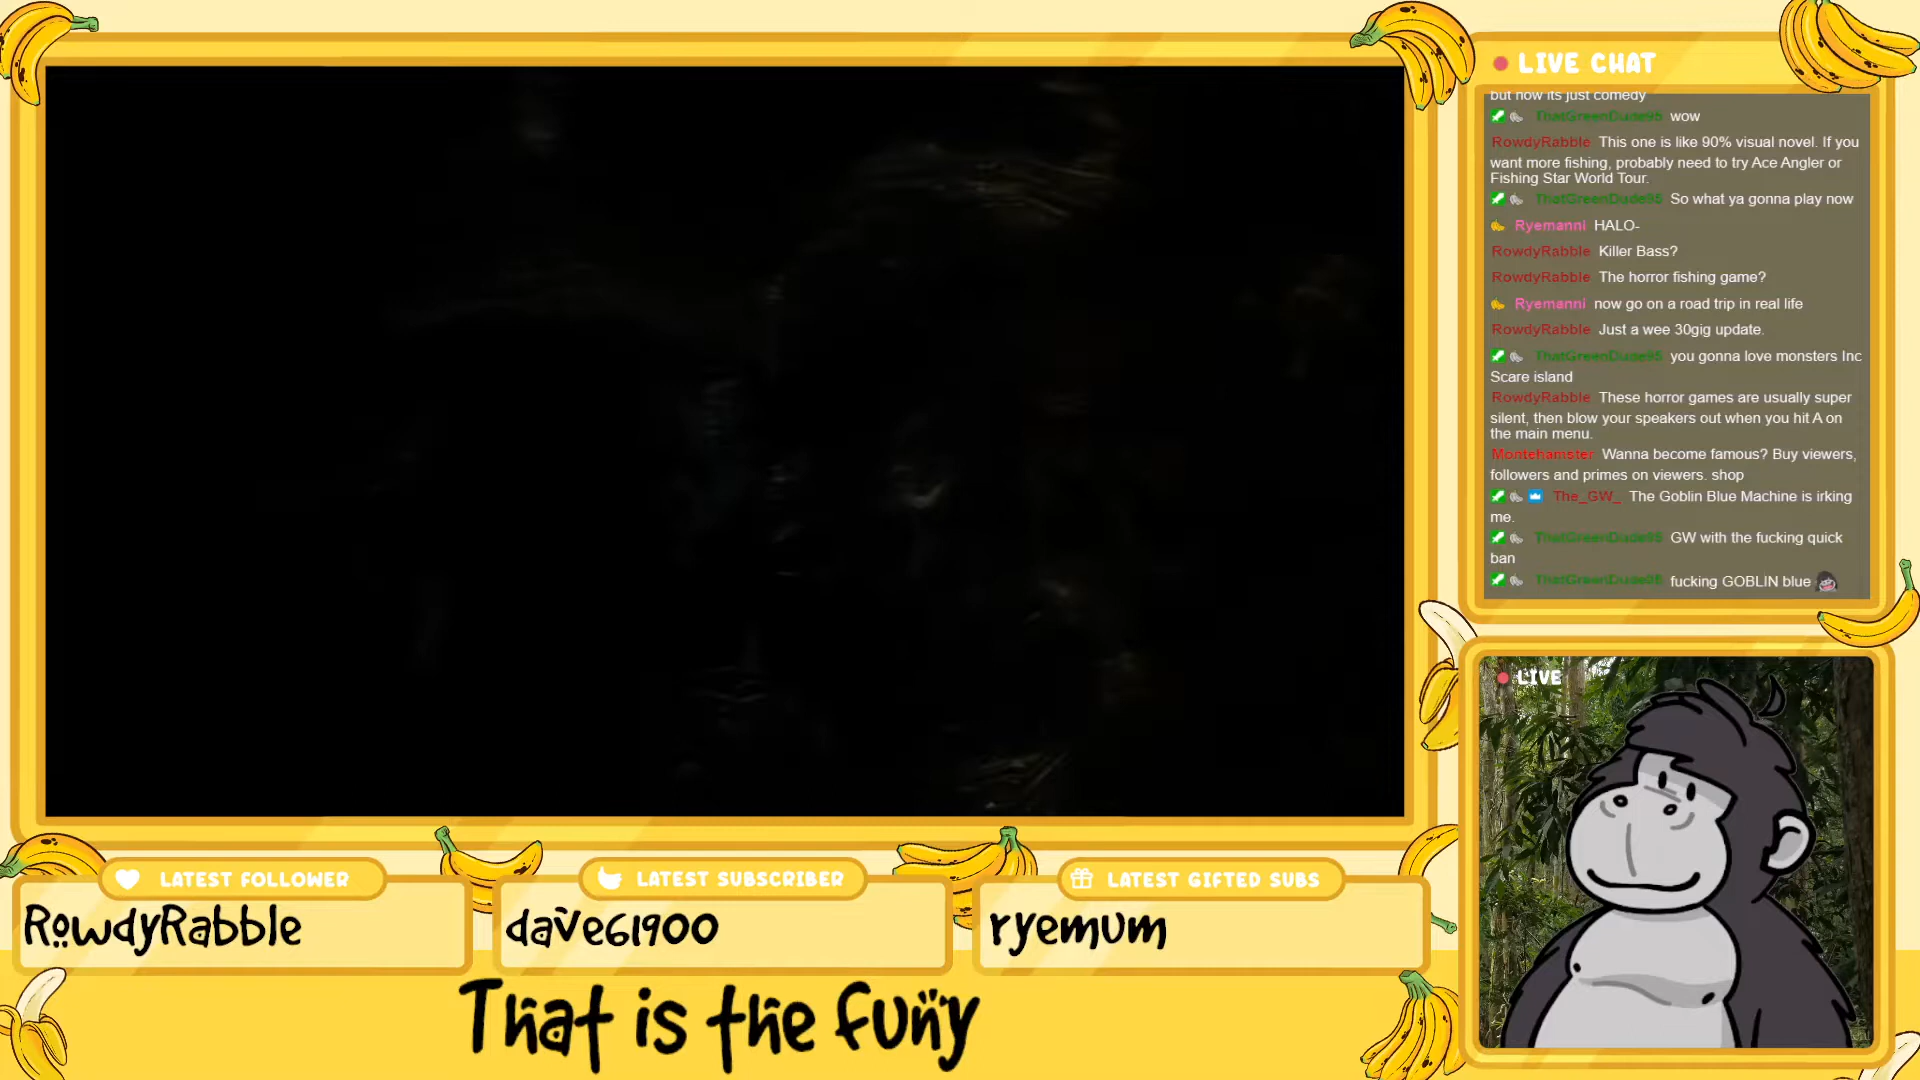 LIVE CHAT
but now its just comedy
ThatGreenDude95 wow
RowdyRabble This one is like 90% visual novel. If you
want more fishing, probably need to try Ace Angler or
Fishing Star World Tour.
ThatGreenDude95 So what ya gonna play now
Ryemanni HALO-
RowdyRabble Killer Bass?
RowdyRabble The horror fishing game?
Ryemanni now go on a road trip in real life
RowdyRabble Just a wee 30gig update.
ThatGreenDude95 you gonna love monsters Inc
Scare island
RowdyRabble These horror games are usually super
silent, then blow your speakers out when you hit A on
the main menu.
Montehamster Wanna become famous? Buy viewers,
followers and primes on viewers. shop
The_GW_ The Goblin Blue Machine is irking
me.
ThatGreenDude95 GW with the fucking quick
ban
ThatGreenDude95 fucking GOBLIN blue
LIVE
LATEST FOLLOWER
RowdyRabble
LATEST SUBSCRIBER
dave61900
LATEST GIFTED SUBS
ryemum
That is the funy